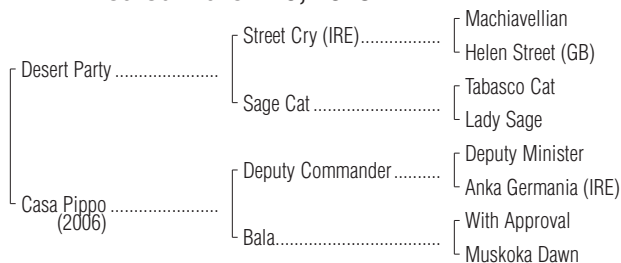 Machiavellian
Street Cry (IRE)
Helen Street (GB)
Desert Party
Tabasco Cat
Sage Cat
Lady Sage
Deputy Minister
Deputy Commander
Anka Germania (IRE)
Casa Pippo
(2006)
With Approval
Bala
Muskoka Dawn